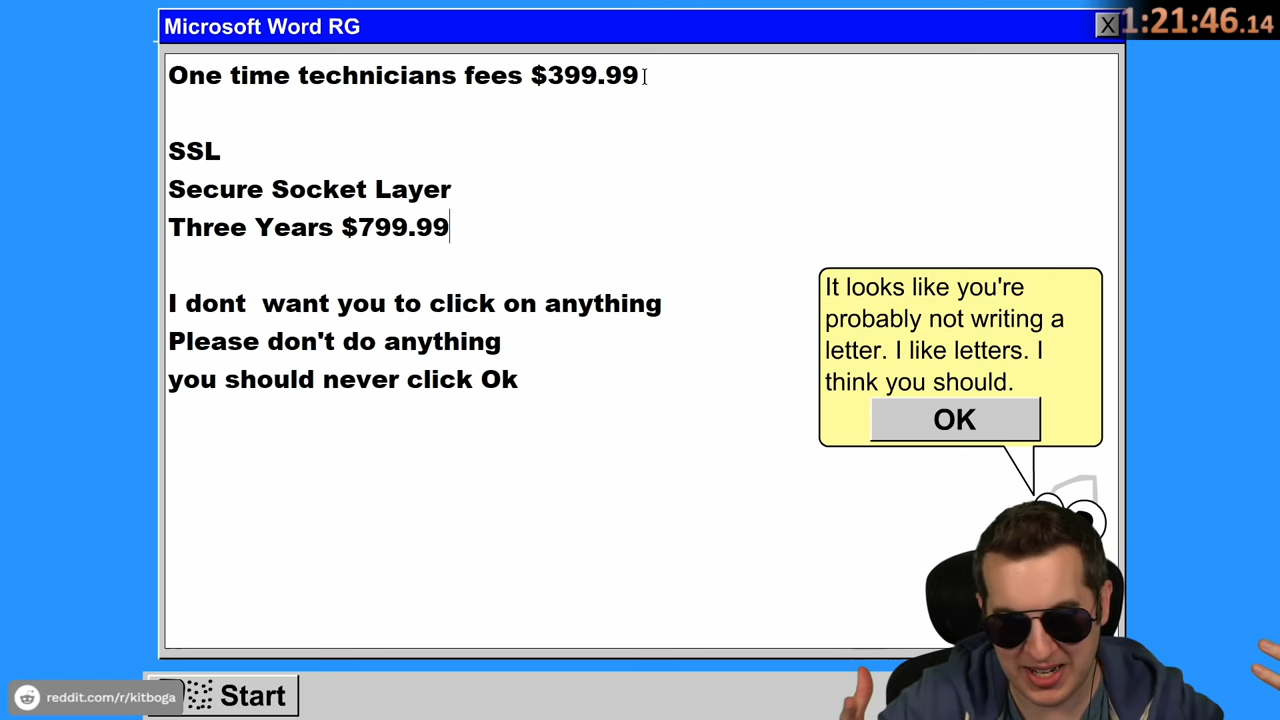 Microsoft Word RG
X
1:21:46.14
One time technicians fees $399.99
SSL
Secure Socket Layer
Three Years $799.99
I dont  want you to click on anything
Please don't do anything
you should never click Ok
It looks like you're
probably not writing a
letter. I like letters. I
think you should.
OK
reddit.com/r/kitboga
Start